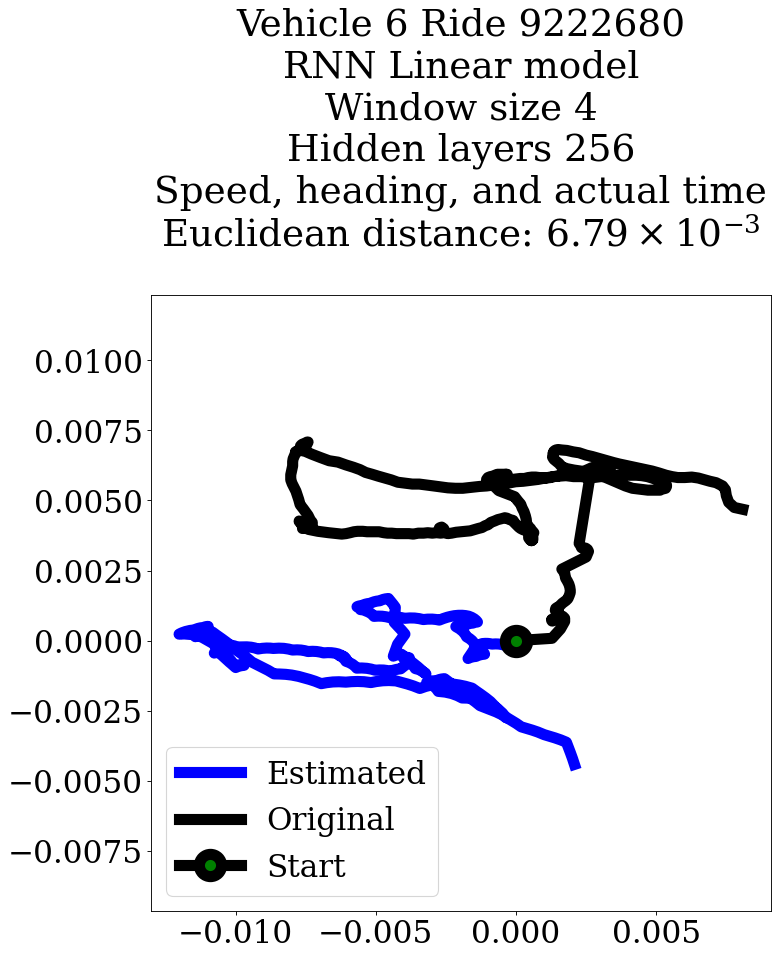 Vehicle 6 Ride 9222680
RNN Linear model
Window size 4
Hidden layers 256
Speed, heading, and actual time
Euclidean distance: 6.79 × 10⁻³
0.0100
0.0075
0.0050
0.0025
0.0000
−0.0025
−0.0050
−0.0075
Estimated
Original
Start
−0.010 −0.005 0.000 0.005